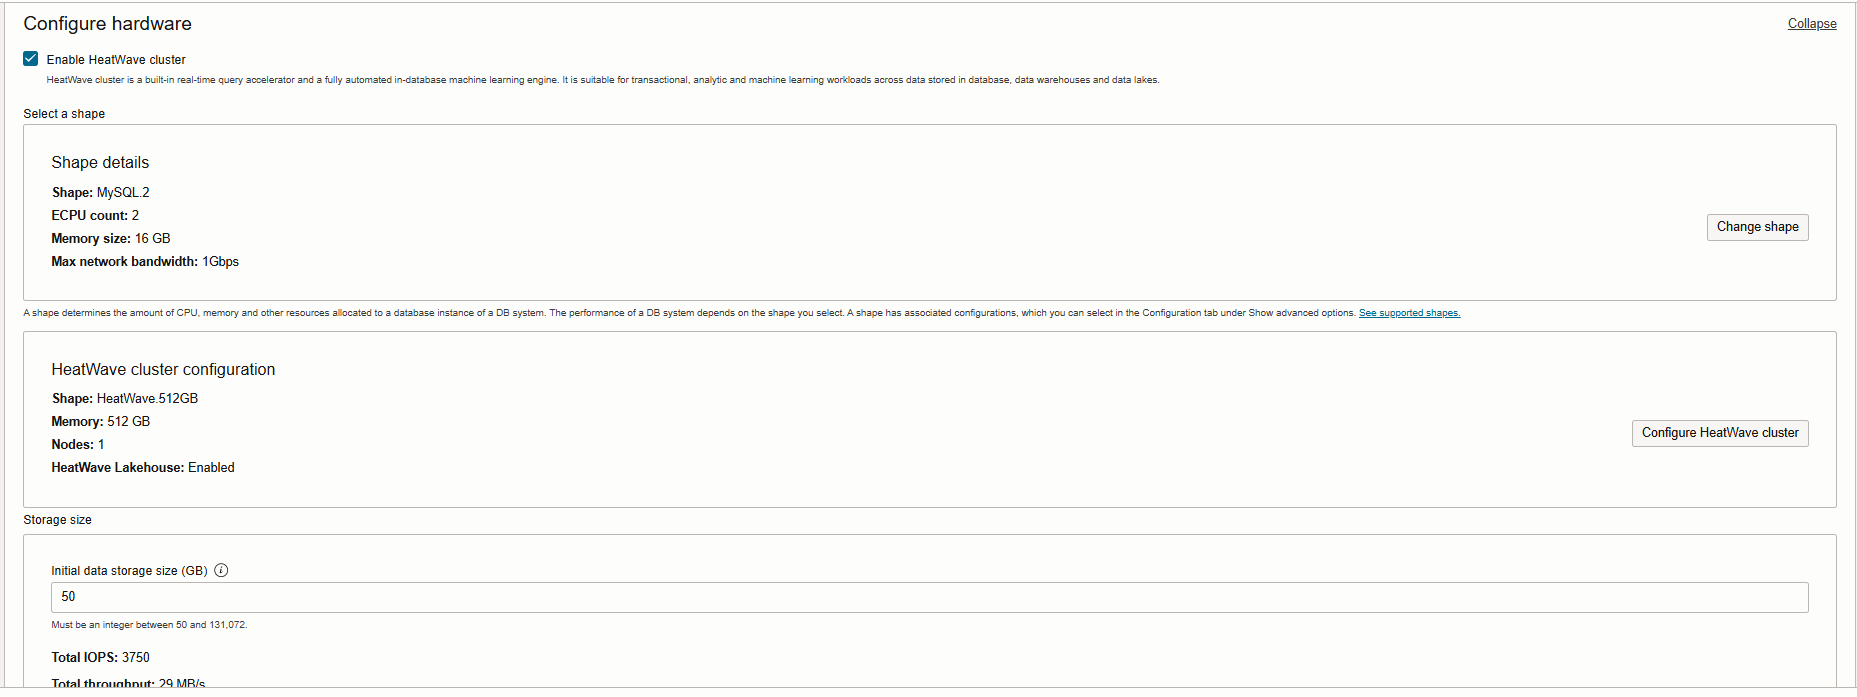 Configure hardware
Collapse
Enable HeatWave cluster
HeatWave cluster is a built-in real-time query accelerator and a fully automated in-database machine learning engine. It is suitable for transactional, analytic and machine learning workloads across data stored in database, data warehouses and data lakes.
Select a shape
Shape details
Shape: MySQL.2
ECPU count: 2
Memory size: 16 GB
Max network bandwidth: 1Gbps
Change shape
A shape determines the amount of CPU, memory and other resources allocated to a database instance of a DB system. The performance of a DB system depends on the shape you select. A shape has associated configurations, which you can select in the Configuration tab under Show advanced options. See supported shapes.
HeatWave cluster configuration
Shape: HeatWave.512GB
Memory: 512 GB
Nodes: 1
HeatWave Lakehouse: Enabled
Configure HeatWave cluster
Storage size
Initial data storage size (GB)
50
Must be an integer between 50 and 131,072.
Total IOPS: 3750
Total throughput: 29 MB/s